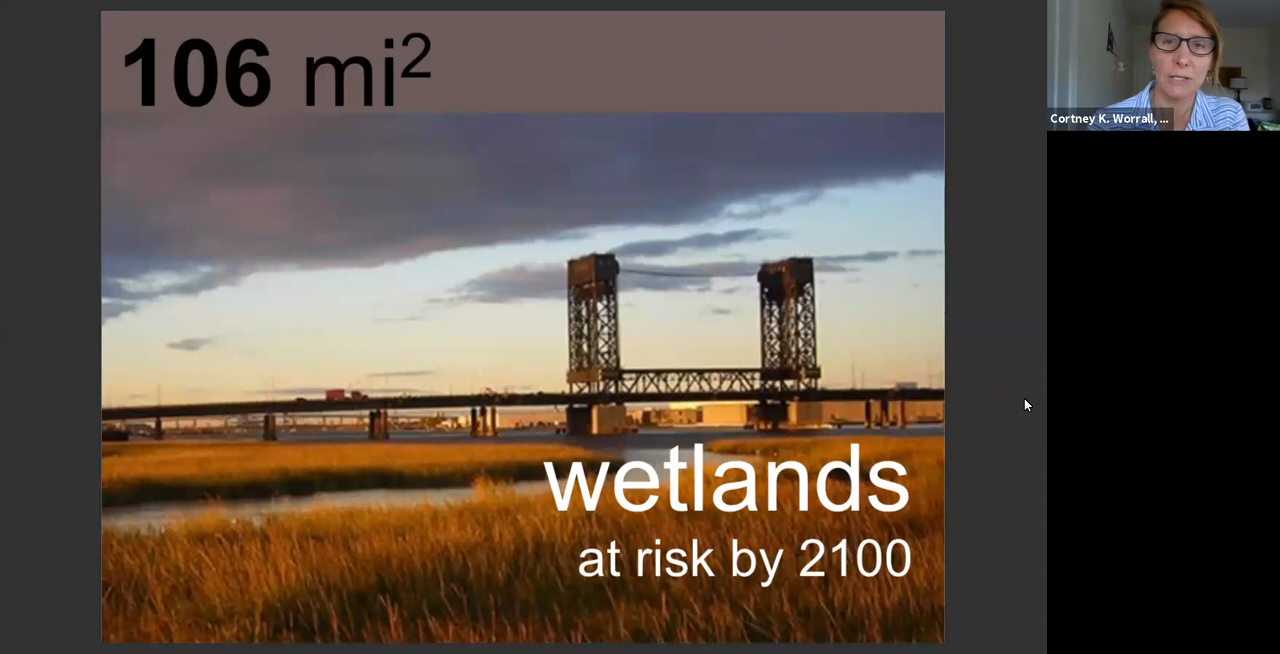 106 mi²
Cortney K. Worrall, ...
wetlands
at risk by 2100